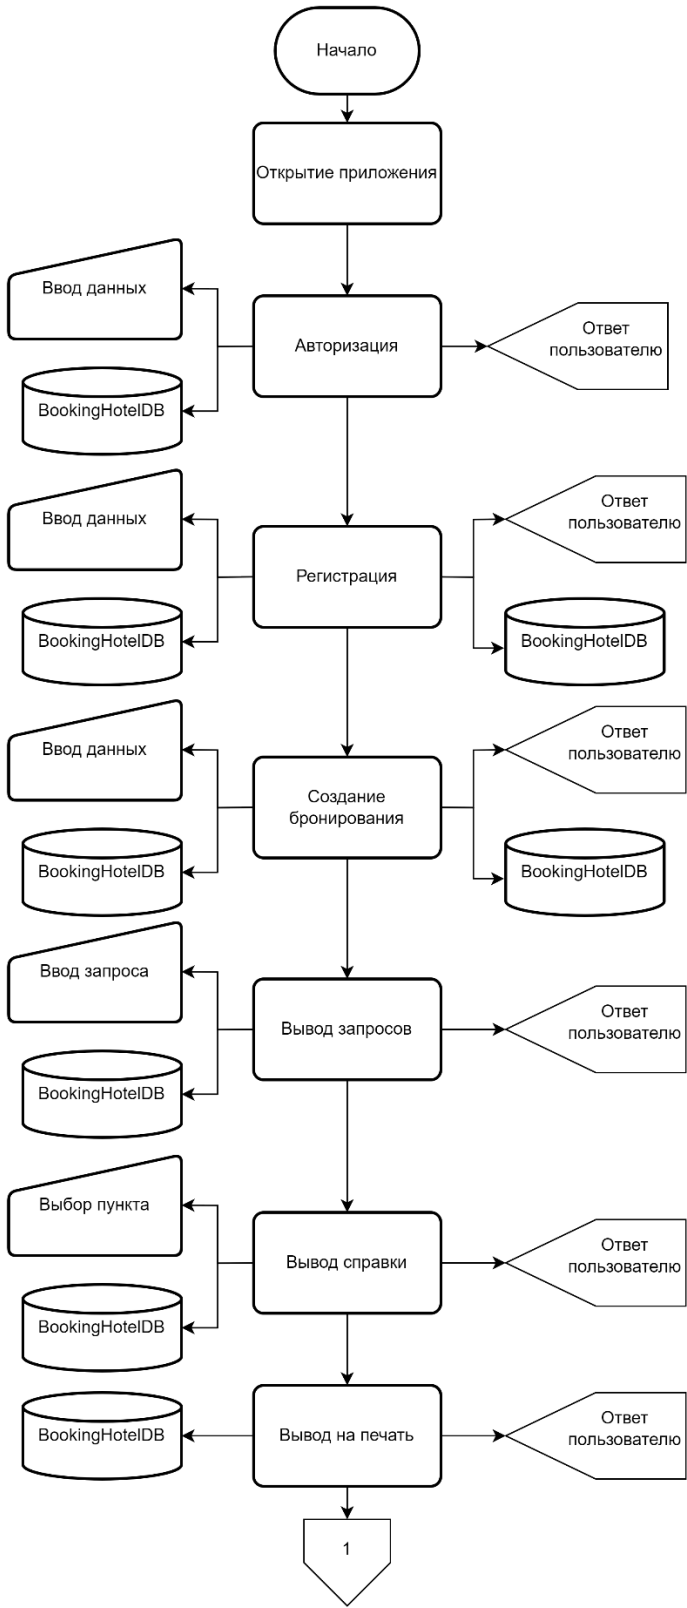 Начало
Открытие приложения
Ввод данных
BookingHotelDB
Авторизация
Ответ
пользователю
Ввод данных
BookingHotelDB
Регистрация
Ответ
пользователю
BookingHotelDB
Ввод данных
BookingHotelDB
Создание
бронирования
Ответ
пользователю
BookingHotelDB
Ввод запроса
BookingHotelDB
Вывод запросов
Ответ
пользователю
Выбор пункта
BookingHotelDB
Вывод справки
Ответ
пользователю
BookingHotelDB
Вывод на печать
Ответ
пользователю
1